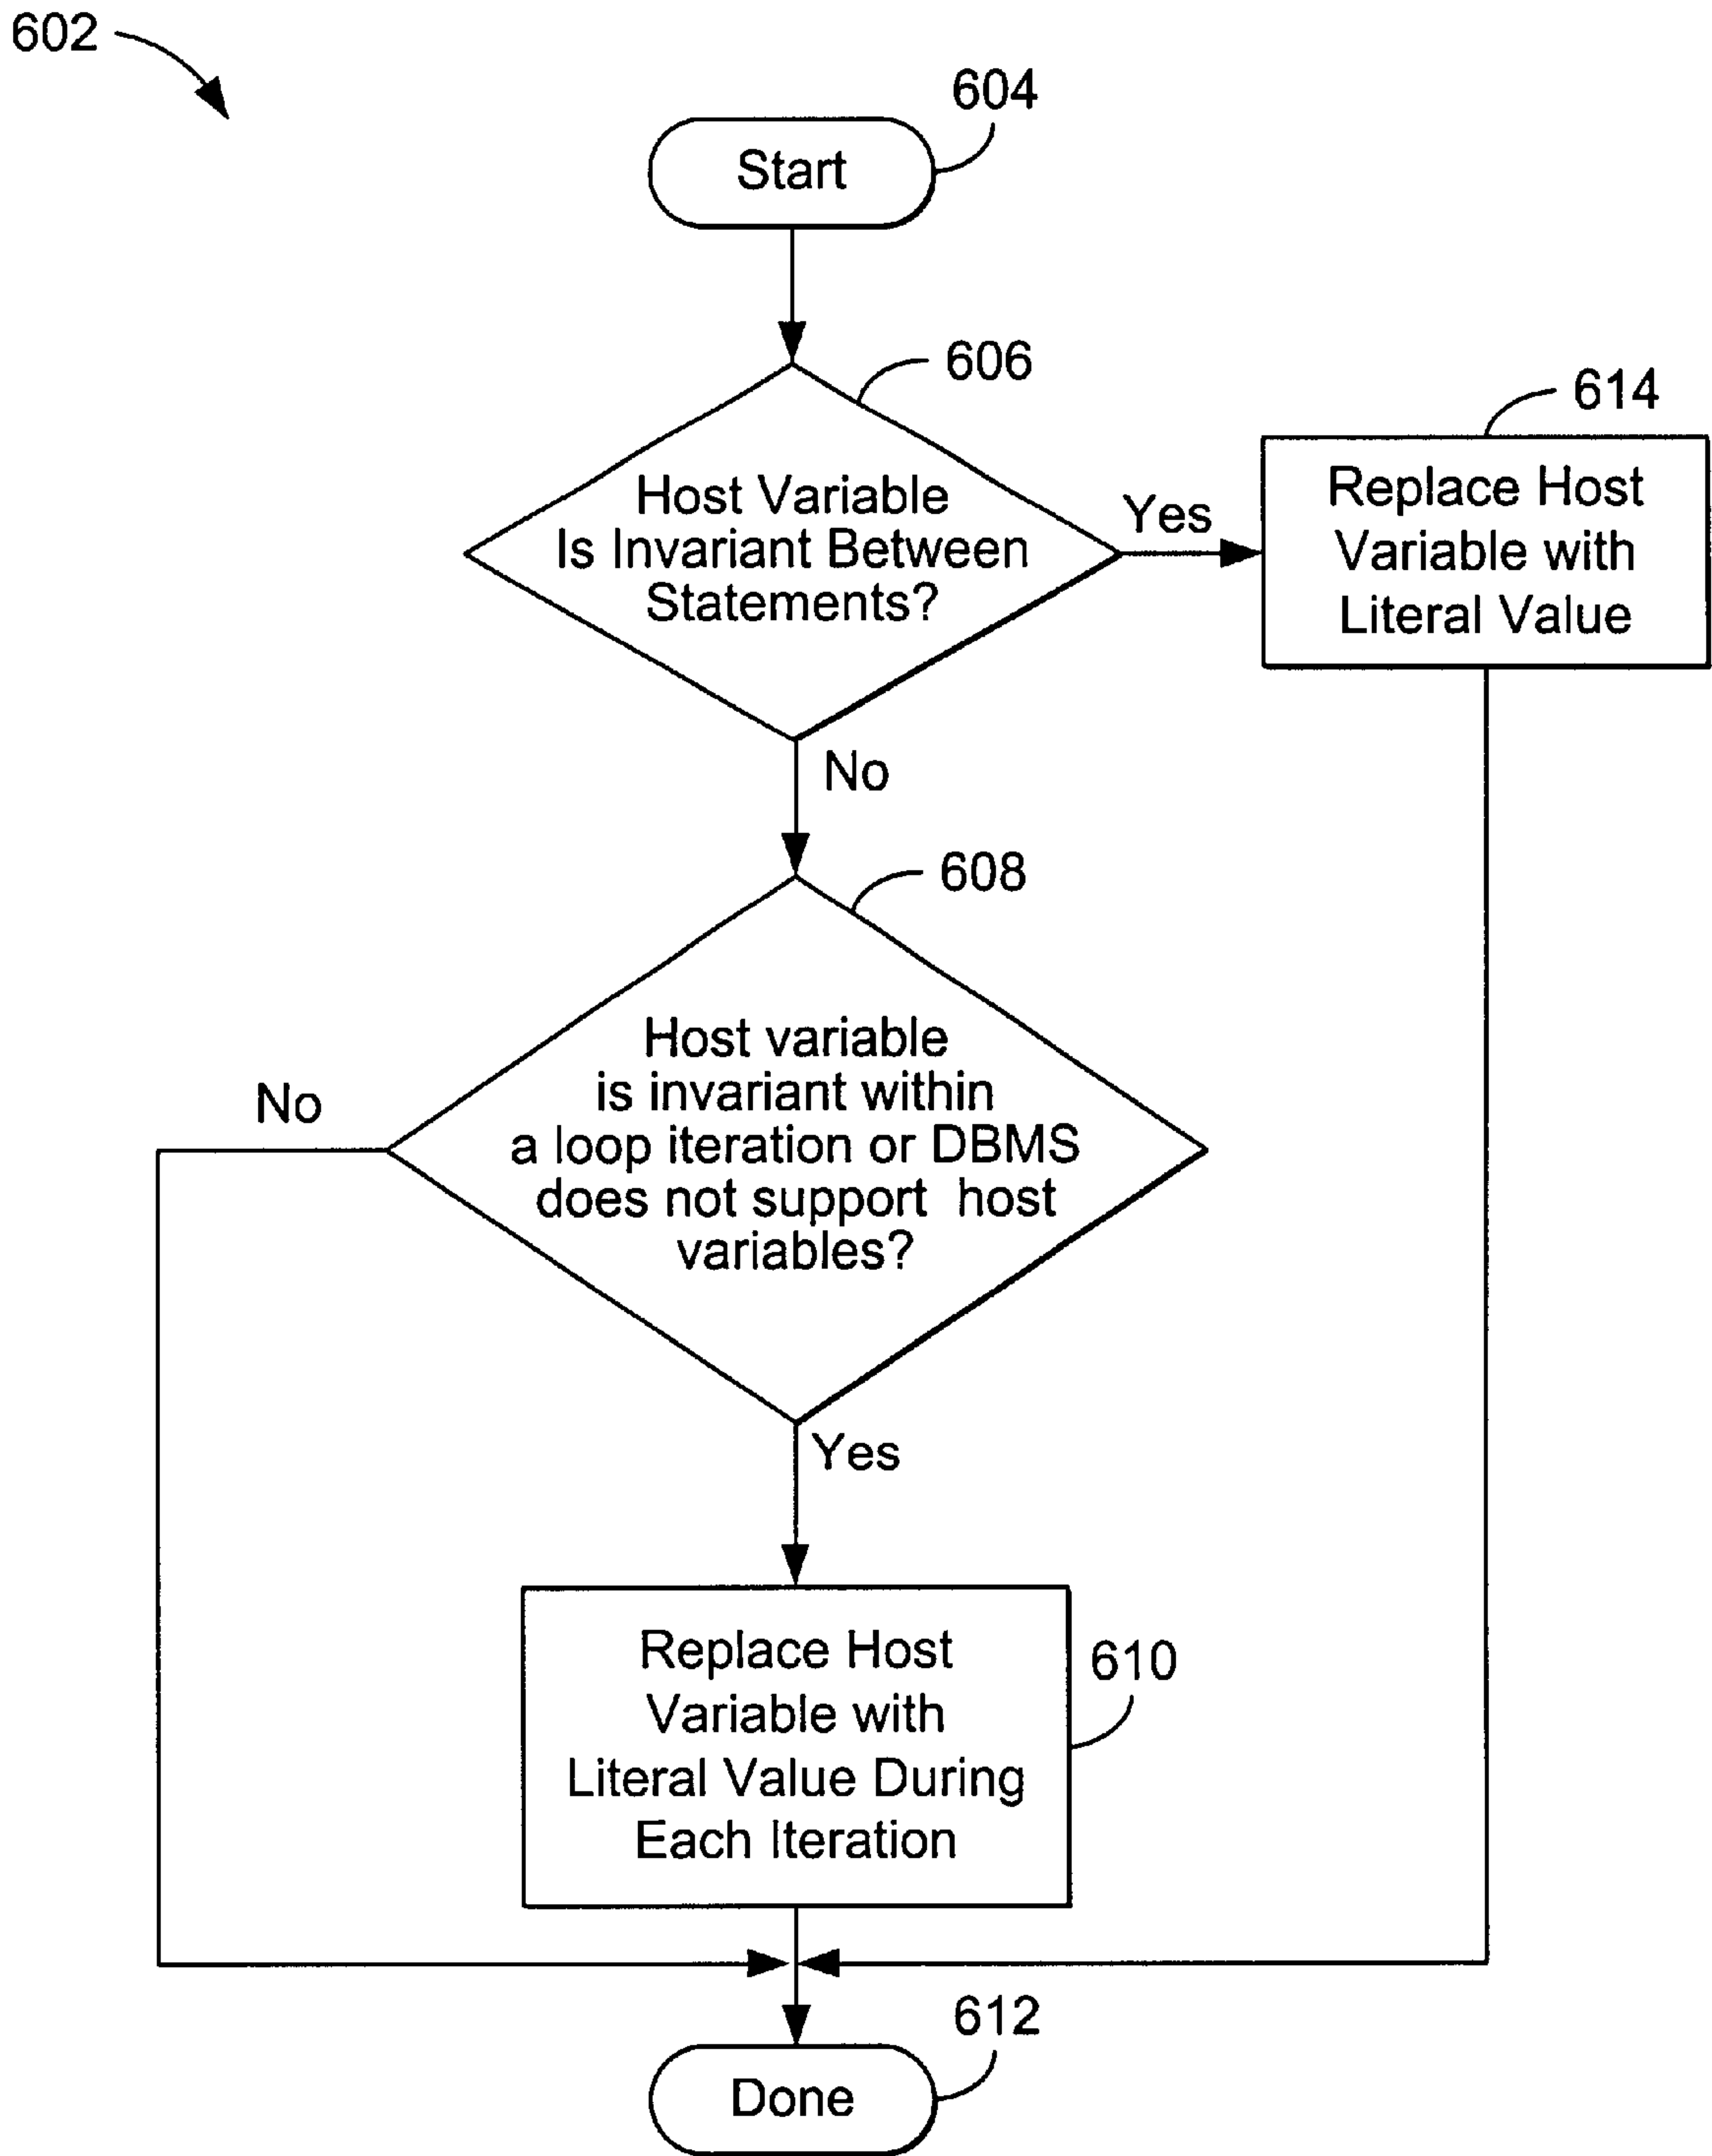 602
604
Start
606
614
Host Variable
Is Invariant Between
Statements?
Yes
Replace Host
Variable with
Literal Value
No
608
Host variable
is invariant within
a loop iteration or DBMS
does not support host
variables?
No
Yes
Replace Host
Variable with
Literal Value During
Each Iteration
610
612
Done